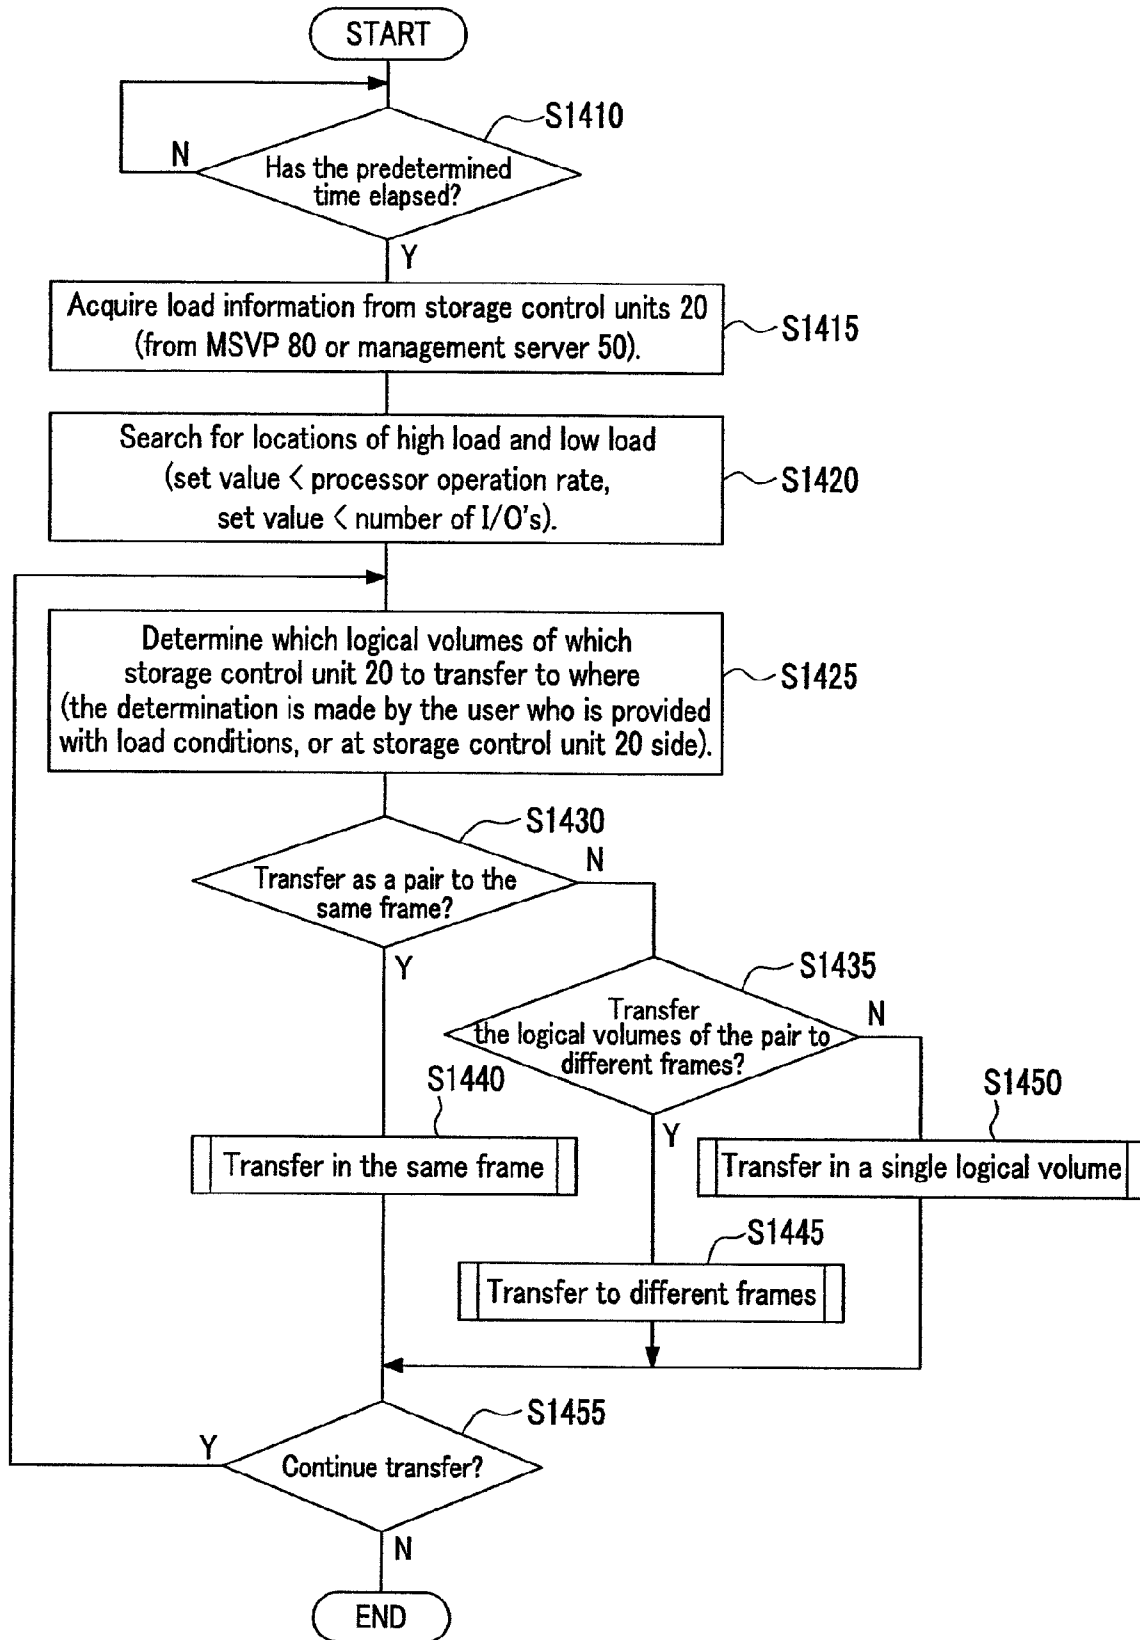 START
S1410
N
Has the predetermined
time elapsed?
Y
Acquire load information from storage control units 20
(from MSVP 80 or management server 50).
S1415
Search for locations of high load and low load
(set value < processor operation rate,
set value < number of I/O's).
S1420
Determine which logical volumes of which
storage control unit 20 to transfer to where
(the determination is made by the user who is provided
with load conditions, or at storage control unit 20 side).
S1425
S1430
N
Transfer as a pair to the
same frame?
Y
S1435
N
Transfer
the logical volumes of the pair to
different frames?
Y
S1440
Transfer in the same frame
S1450
Transfer in a single logical volume
S1445
Transfer to different frames
S1455
Y
Continue transfer?
N
END